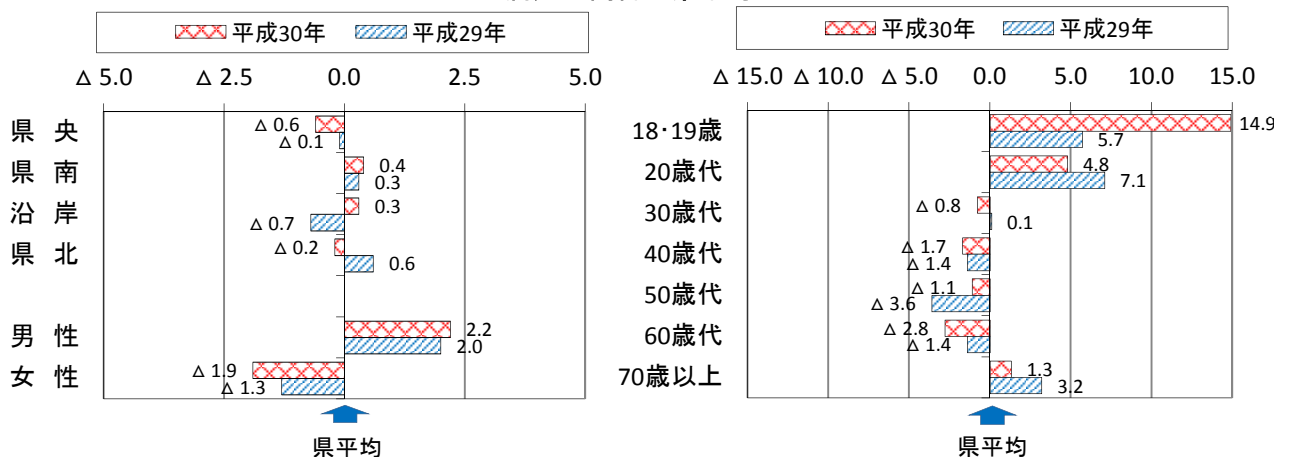 平成30年 平成29年
△ 5.0 △ 2.5 0.0 2.5 5.0
県 央 △ 0.6 △ 0.1
県 南 0.4 0.3
沿 岸 0.3 △ 0.7
県 北 △ 0.2 0.6
男 性 2.2 2.0
女 性 △ 1.9 △ 1.3
県平均
平成30年 平成29年
△ 15.0 △ 10.0 △ 5.0 0.0 5.0 10.0 15.0
18・19歳 14.9 5.7
20歳代 4.8 7.1
30歳代 △ 0.8 0.1
40歳代 △ 1.7 △ 1.4
50歳代 △ 1.1 △ 3.6
60歳代 △ 2.8 △ 1.4
70歳以上 1.3 3.2
県平均